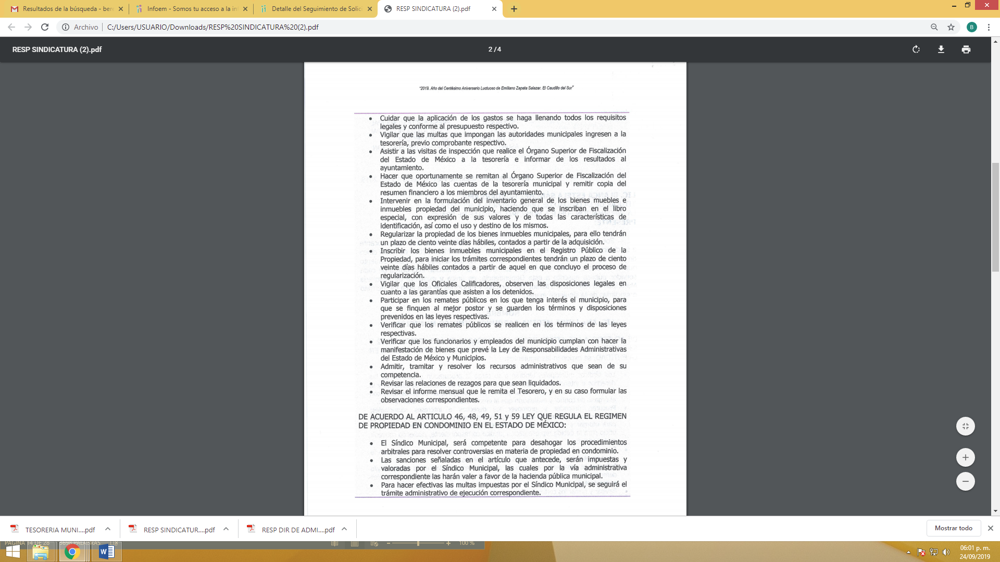 Resultados de la búsqueda - bere
Infoem - Somos tu acceso a la inf
Detalle del Seguimiento de Solici
RESP SINDICATURA (2).pdf
Archivo
C:/Users/USUARIO/Downloads/RESP%20SINDICATURA%20(2).pdf
B
RESP SINDICATURA (2).pdf
2 / 4
"2019. Año del Centésimo Aniversario Luctuoso de Emiliano Zapata Salazar. El Caudillo del Sur"
• Cuidar que la aplicación de los gastos se haga llenando todos los requisitos
legales y conforme al presupuesto respectivo.
• Vigilar que las multas que impongan las autoridades municipales ingresen a la
tesorería, previo comprobante respectivo.
• Asistir a las visitas de inspección que realice el Órgano Superior de Fiscalización
del Estado de México a la tesorería e informar de los resultados al
ayuntamiento.
• Hacer que oportunamente se remitan al Órgano Superior de Fiscalización del
Estado de México las cuentas de la tesorería municipal y remitir copia del
resumen financiero a los miembros del ayuntamiento.
• Intervenir en la formulación del inventario general de los bienes muebles e
inmuebles propiedad del municipio, haciendo que se inscriban en el libro
especial, con expresión de sus valores y de todas las características de
identificación, así como el uso y destino de los mismos.
• Regularizar la propiedad de los bienes inmuebles municipales, para ello tendrán
un plazo de ciento veinte días hábiles, contados a partir de la adquisición.
• Inscribir los bienes inmuebles municipales en el Registro Público de la
Propiedad, para iniciar los trámites correspondientes tendrán un plazo de ciento
veinte días hábiles contados a partir de aquel en que concluyo el proceso de
regularización.
• Vigilar que los Oficiales Calificadores, observen las disposiciones legales en
cuanto a las garantías que asisten a los detenidos.
• Participar en los remates públicos en los que tenga interés el municipio, para
que se finquen al mejor postor y se guarden los términos y disposiciones
prevenidos en las leyes respectivas.
• Verificar que los remates públicos se realicen en los términos de las leyes
respectivas.
• Verificar que los funcionarios y empleados del municipio cumplan con hacer la
manifestación de bienes que prevé la Ley de Responsabilidades Administrativas
del Estado de México y Municipios.
• Admitir, tramitar y resolver los recursos administrativos que sean de su
competencia.
• Revisar las relaciones de rezagos para que sean liquidados.
• Revisar el informe mensual que le remita el Tesorero, y en su caso formular las
observaciones correspondientes.
DE ACUERDO AL ARTICULO 46, 48, 49, 51 y 59 LEY QUE REGULA EL REGIMEN
DE PROPIEDAD EN CONDOMINIO EN EL ESTADO DE MÉXICO:
• El Síndico Municipal, será competente para desahogar los procedimientos
arbitrales para resolver controversias en materia de propiedad en condominio.
• Las sanciones señaladas en el artículo que antecede, serán impuestas y
valoradas por el Síndico Municipal, las cuales por la vía administrativa
correspondiente las harán valer a favor de la hacienda pública municipal.
• Para hacer efectivas las multas impuestas por el Síndico Municipal, se seguirá el
trámite administrativo de ejecución correspondiente.
TESORERIA MUNI....pdf
RESP SINDICATUR....pdf
RESP DIR DE ADMI....pdf
Mostrar todo
PÁGINA 14 DE 28
100 %
06:01 p. m.
24/09/2019